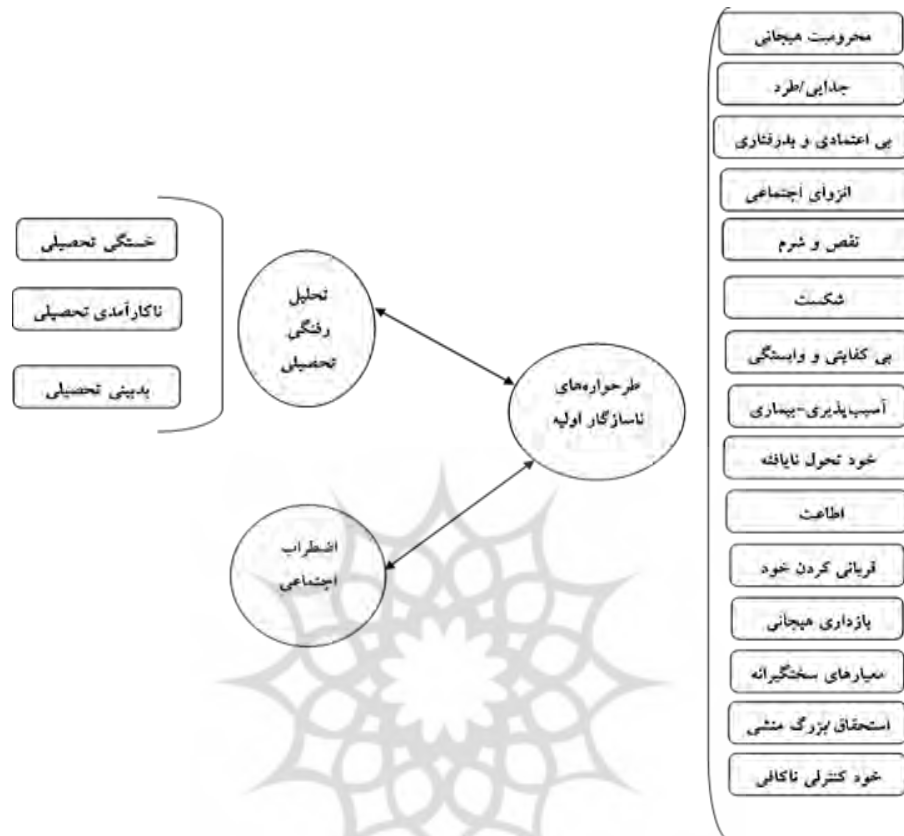 محرومیت هیجانی
جدایی/طرد
بی اعتمادی و بدرفتاری
انزوای اجتماعی
نقص و شرم
شکست
بی کفایتی و وابستگی
آسیب‌پذیری-بیماری
خود تحول نایافته
اطاعت
قربانی کردن خود
بازداری هیجانی
معیارهای سختگیرانه
استحقاق/بزرگ منشی
خود کنترلی ناکافی
طرحواره‌های
ناسازگار اولیه
تحلیل
رفتگی
تحصیلی
اضطراب
اجتماعی
خستگی تحصیلی
ناکارآمدی تحصیلی
بدبینی تحصیلی